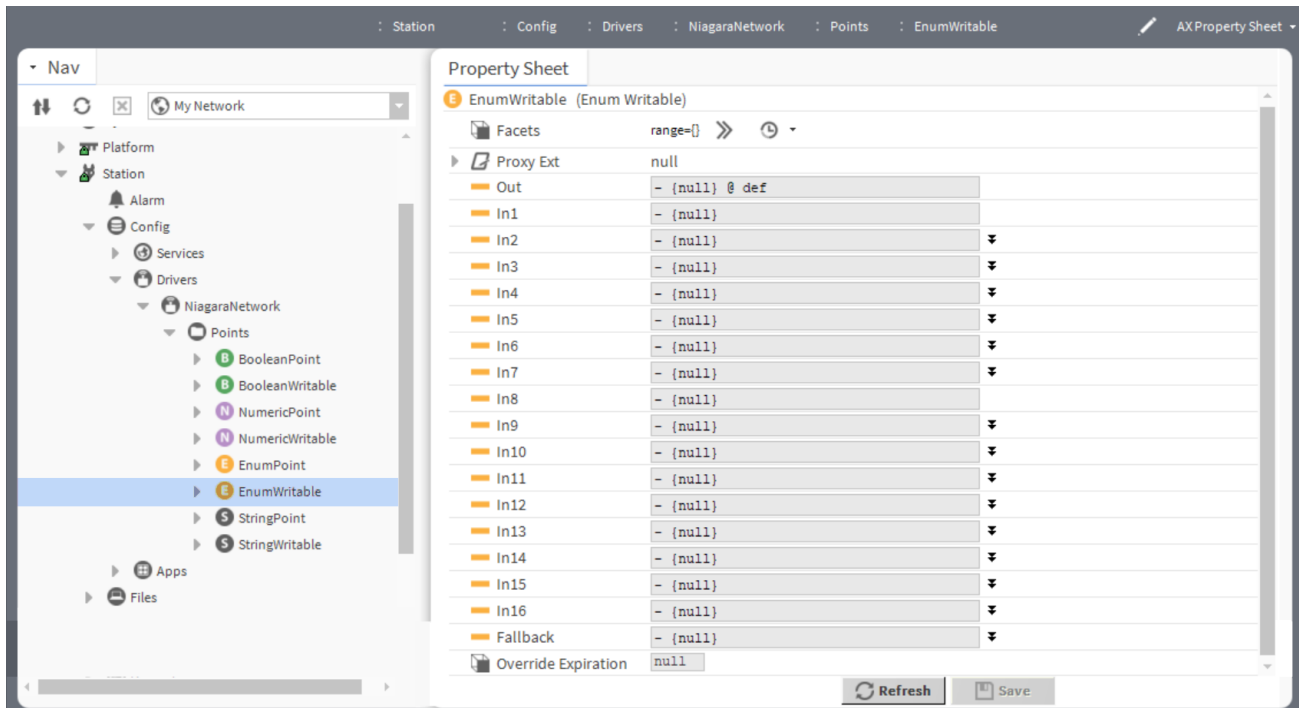 : Station : Config : Drivers : NiagaraNetwork : Points : EnumWritable AX Property Sheet
Nav
My Network
Platform
Station
Alarm
Config
Services
Drivers
NiagaraNetwork
Points
B BooleanPoint
B BooleanWritable
N NumericPoint
N NumericWritable
E EnumPoint
E EnumWritable
S StringPoint
S StringWritable
Apps
Files
Property Sheet
E EnumWritable (Enum Writable)
Facets range={}
Proxy Ext null
Out - {null} @ def
In1 - {null}
In2 - {null}
In3 - {null}
In4 - {null}
In5 - {null}
In6 - {null}
In7 - {null}
In8 - {null}
In9 - {null}
In10 - {null}
In11 - {null}
In12 - {null}
In13 - {null}
In14 - {null}
In15 - {null}
In16 - {null}
Fallback - {null}
Override Expiration null
Refresh Save